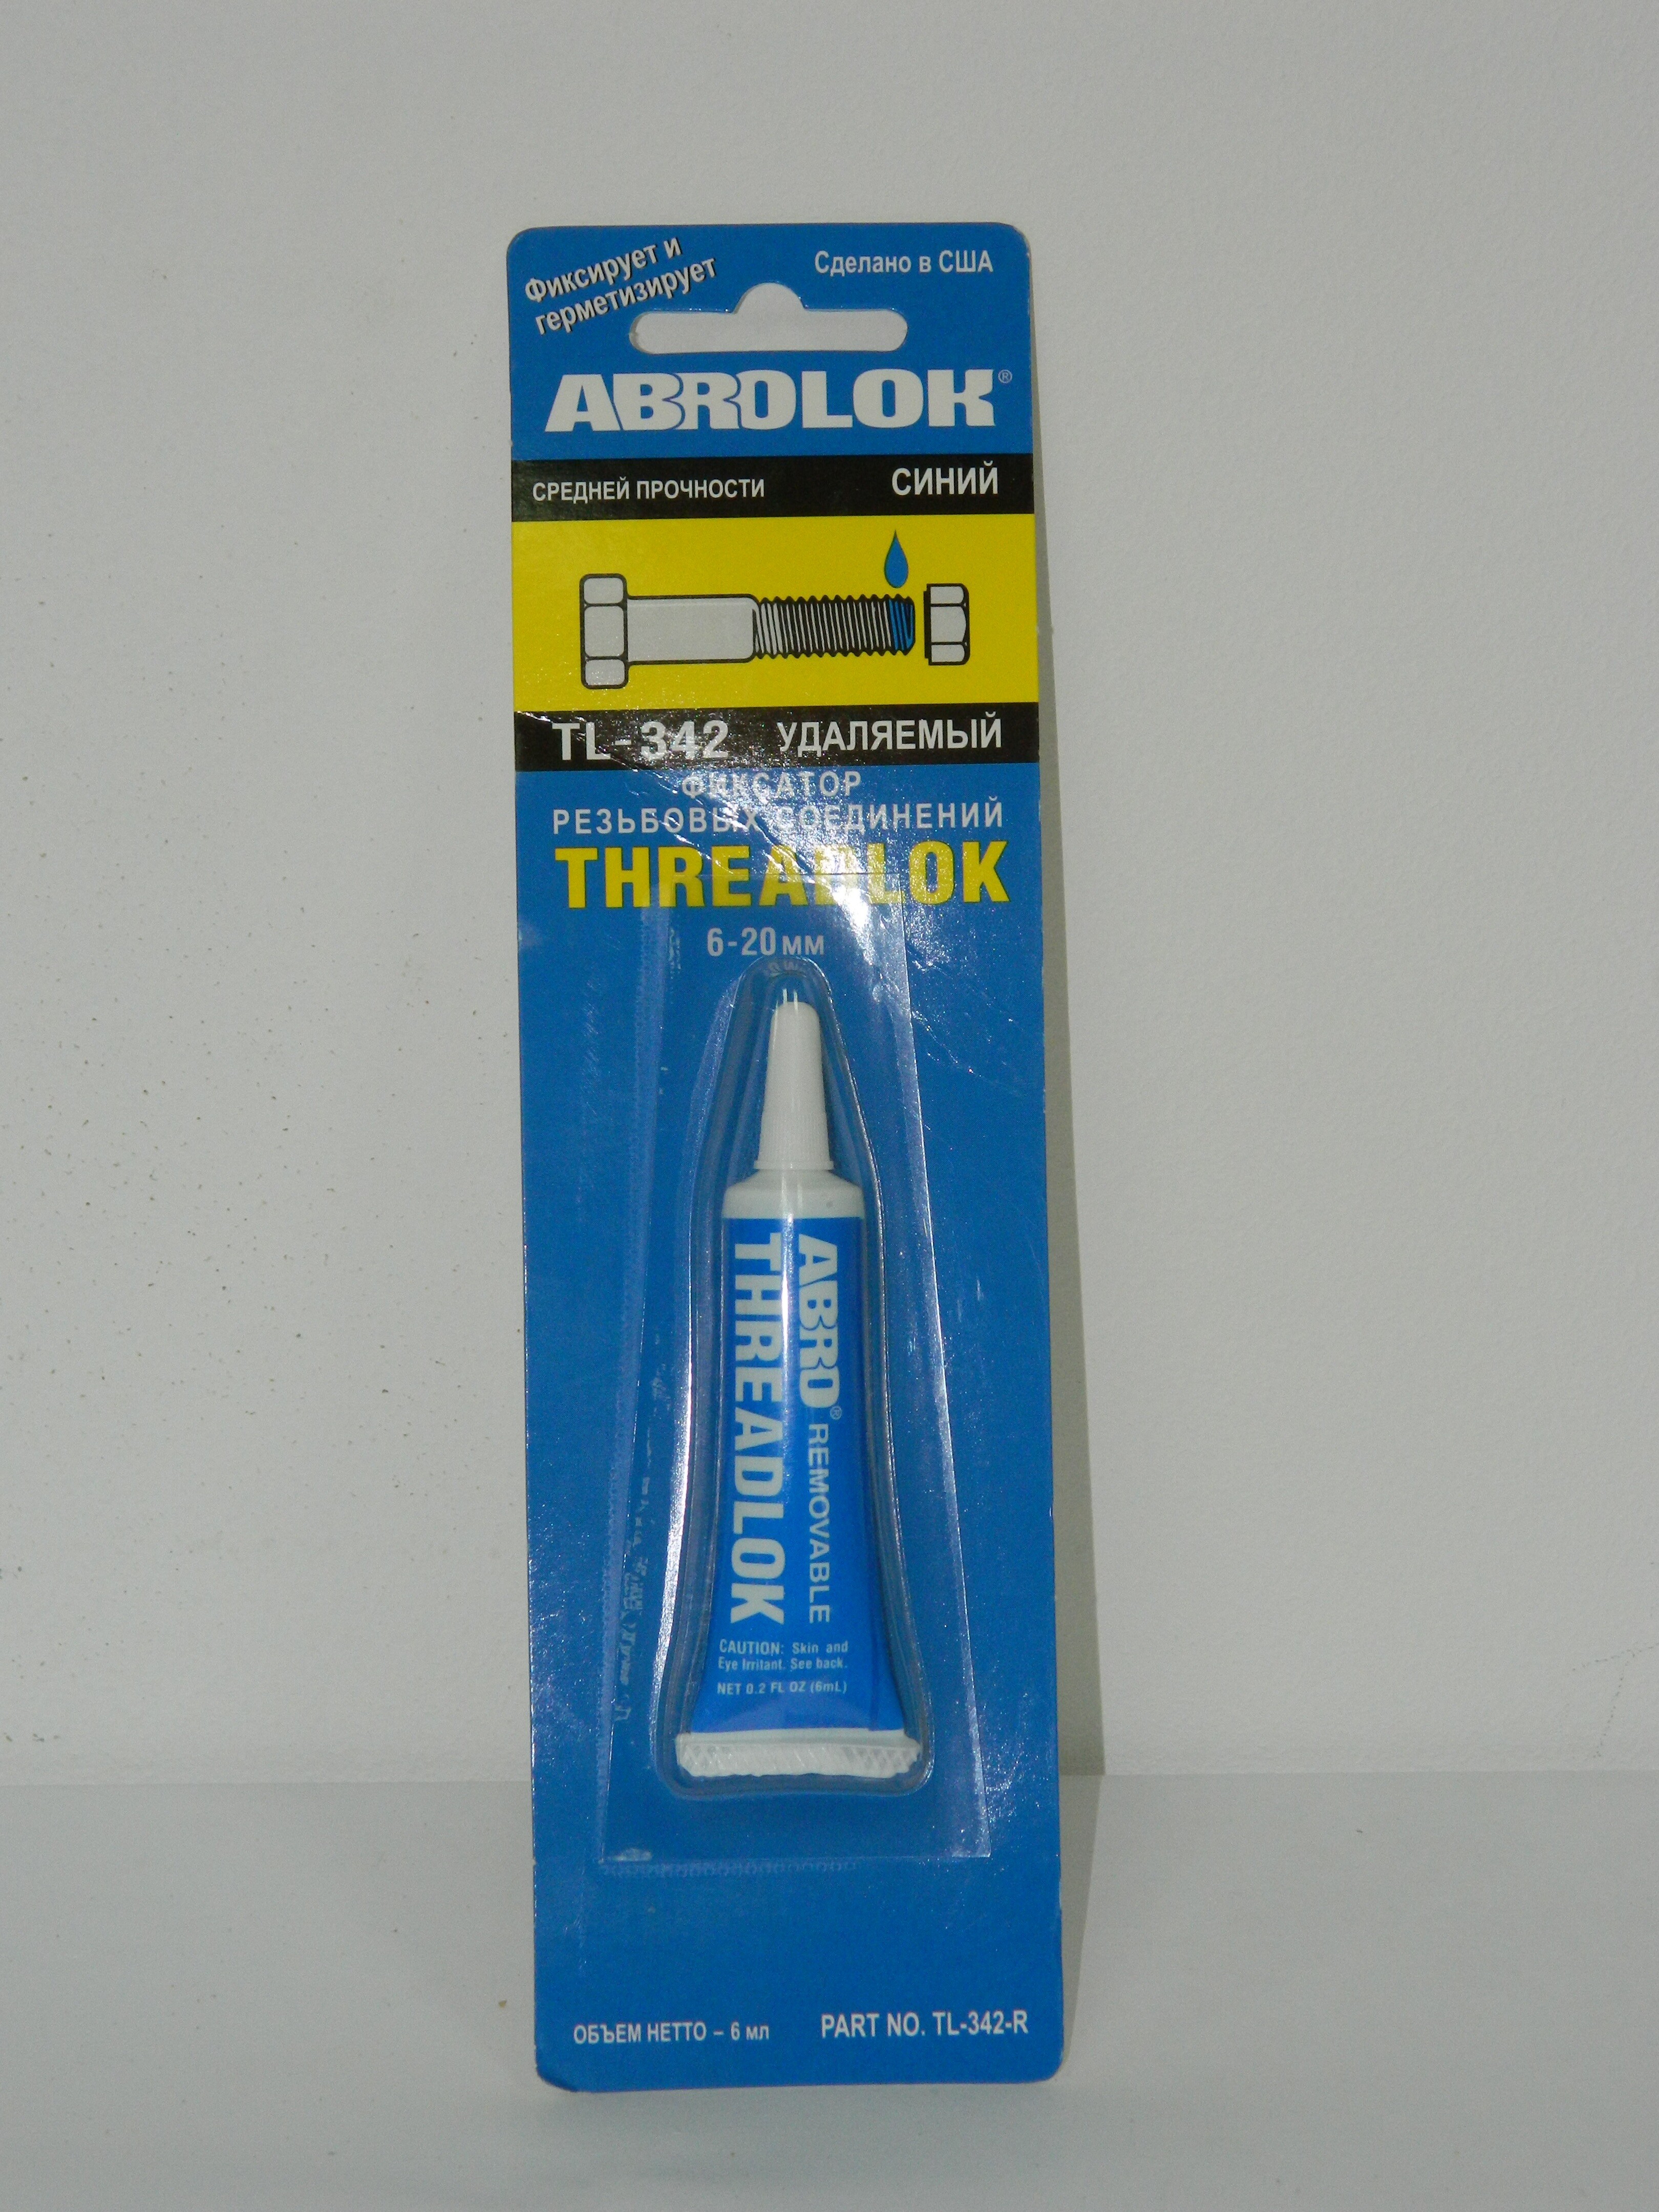 Фиксирует и
герметизирует
Сделано в США
ABROLOK®
СРЕДНЕЙ ПРОЧНОСТИ СИНИЙ
TL-342 УДАЛЯЕМЫЙ
ФИКСАТОР
РЕЗЬБОВЫХ СОЕДИНЕНИЙ
THREADLOK
6-20 мм
ABRO® REMOVABLE
THREADLOK
CAUTION: Skin and
Eye Irritant. See back.
NET 0.2 FL OZ (6mL)
ОБЪЕМ НЕТТО – 6 мл PART NO. TL-342-R